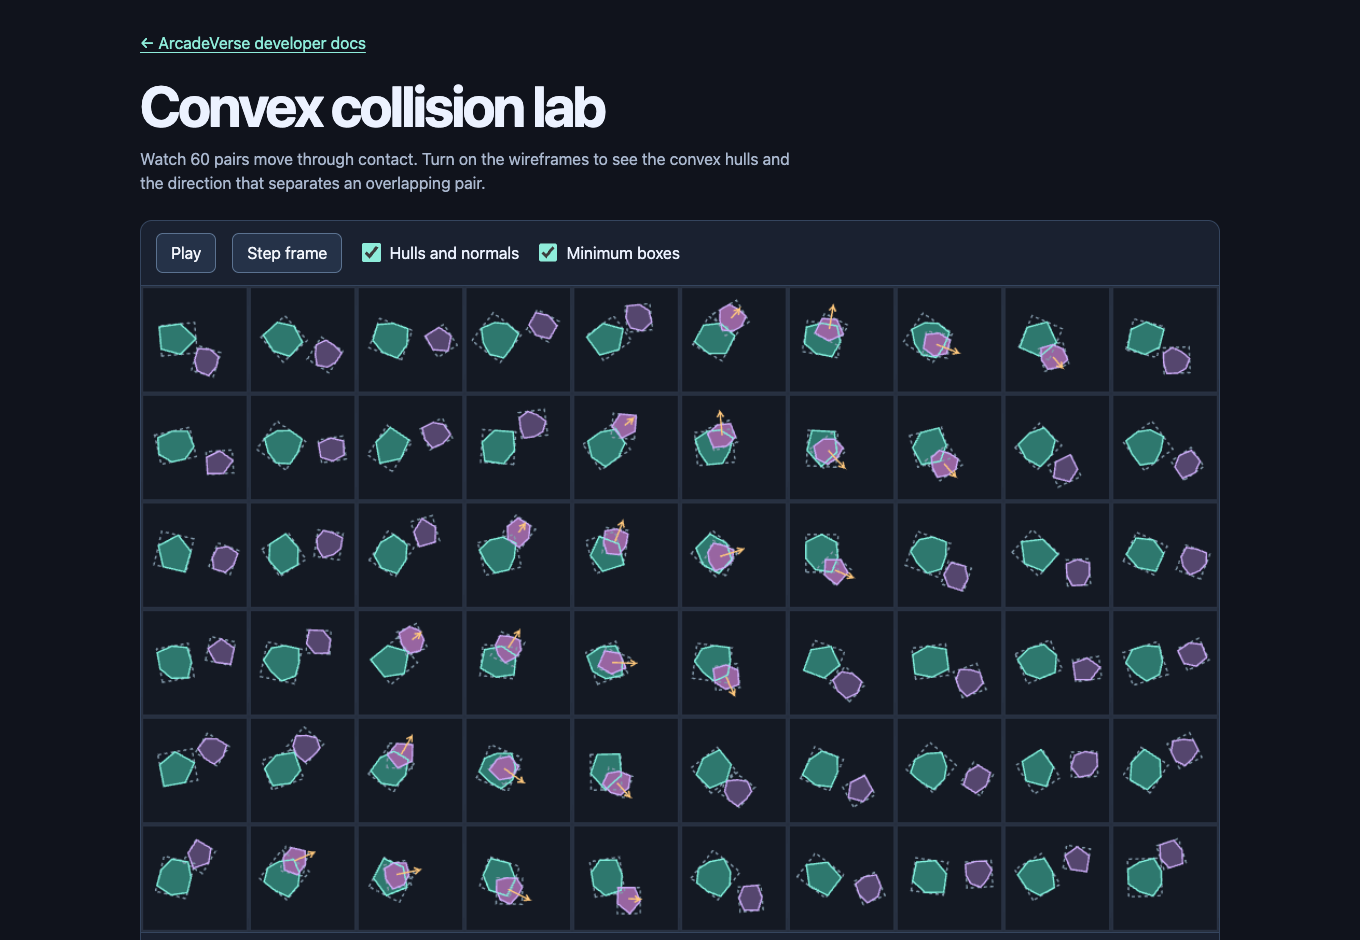 ← ArcadeVerse developer docs
Convex collision lab
Watch 60 pairs move through contact. Turn on the wireframes to see the convex hulls and
the direction that separates an overlapping pair.
Play Step frame Hulls and normals Minimum boxes